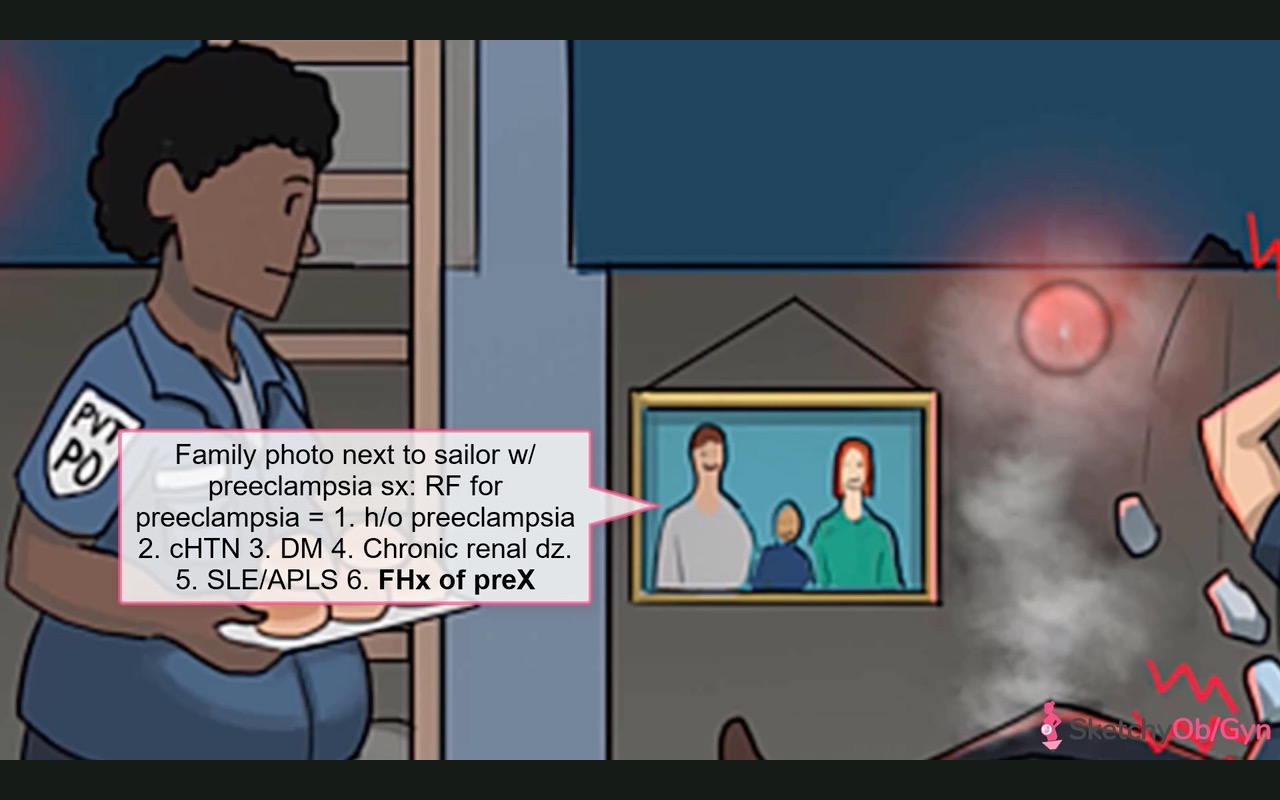 PVT
PO
Family photo next to sailor w/
preeclampsia sx: RF for
preeclampsia = 1. h/o preeclampsia
2. cHTN 3. DM 4. Chronic renal dz.
5. SLE/APLS 6. FHx of preX
SketchyOb/Gyn